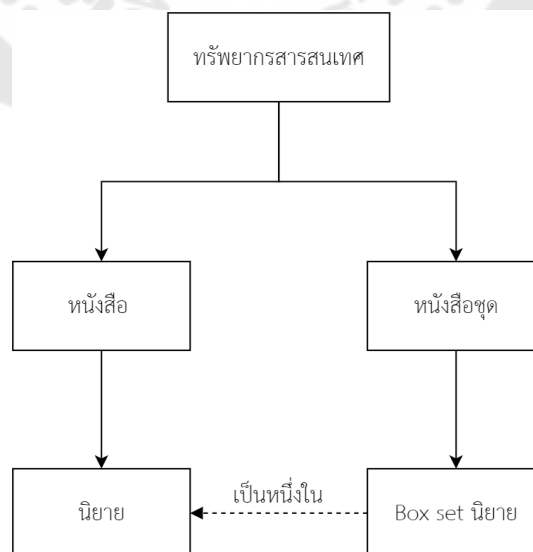 ทรัพยากรสารสนเทศ
หนังสือ
หนังสือชุด
นิยาย
เป็นหนึ่งใน
Box set นิยาย